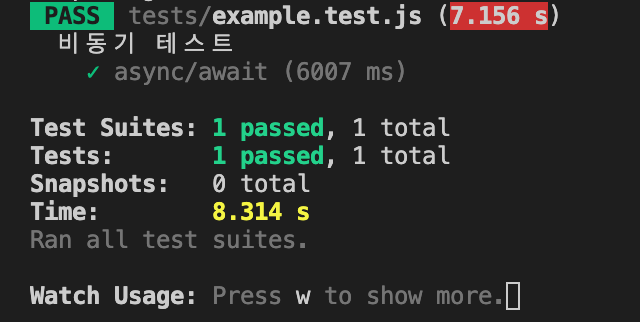 PASS tests/example.test.js (7.156 s)
비동기 테스트
✓ async/await (6007 ms)
Test Suites: 1 passed, 1 total
Tests: 1 passed, 1 total
Snapshots: 0 total
Time: 8.314 s
Ran all test suites.
Watch Usage: Press w to show more.